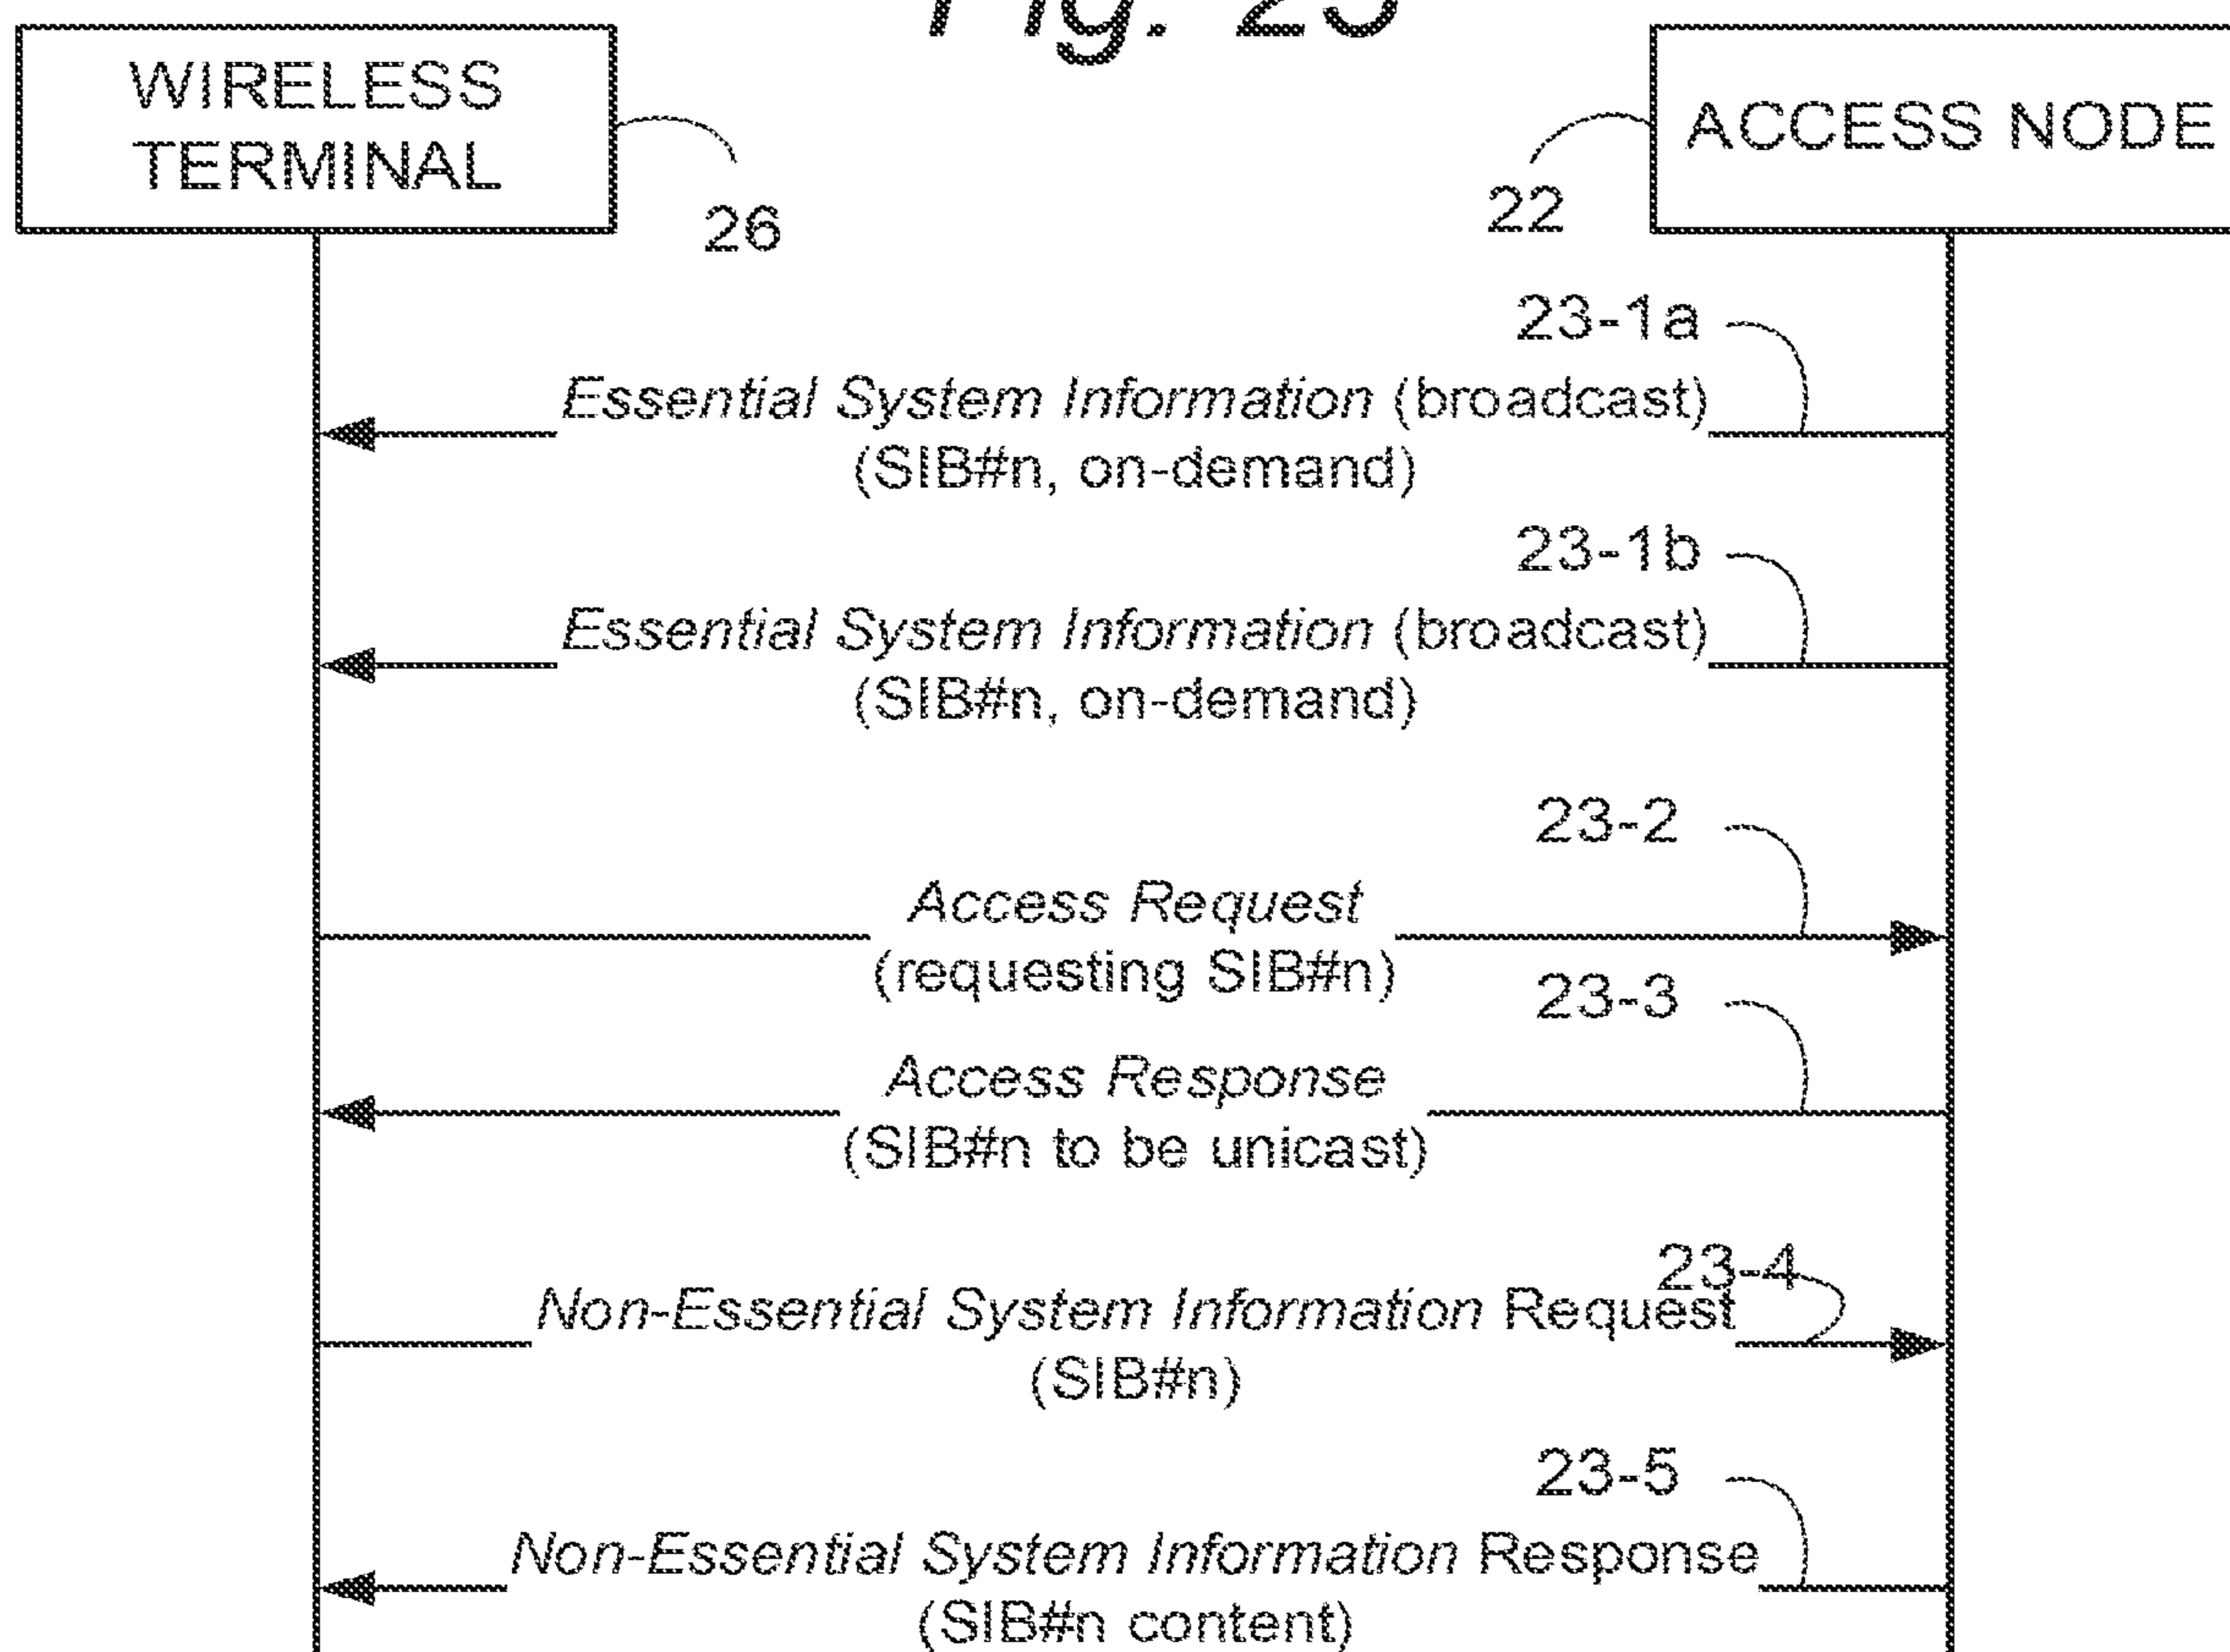 Fig. 23
WIRELESS
TERMINAL
ACCESS NODE
26
22
23-1a
Essential System Information (broadcast)
(SIB#n, on-demand)
23-1b
Essential System Information (broadcast)
(SIB#n, on-demand)
23-2
Access Request
(requesting SIB#n)
23-3
Access Response
(SIB#n to be unicast)
23-4
Non-Essential System Information Request
(SIB#n)
23-5
Non-Essential System Information Response
(SIB#n content)